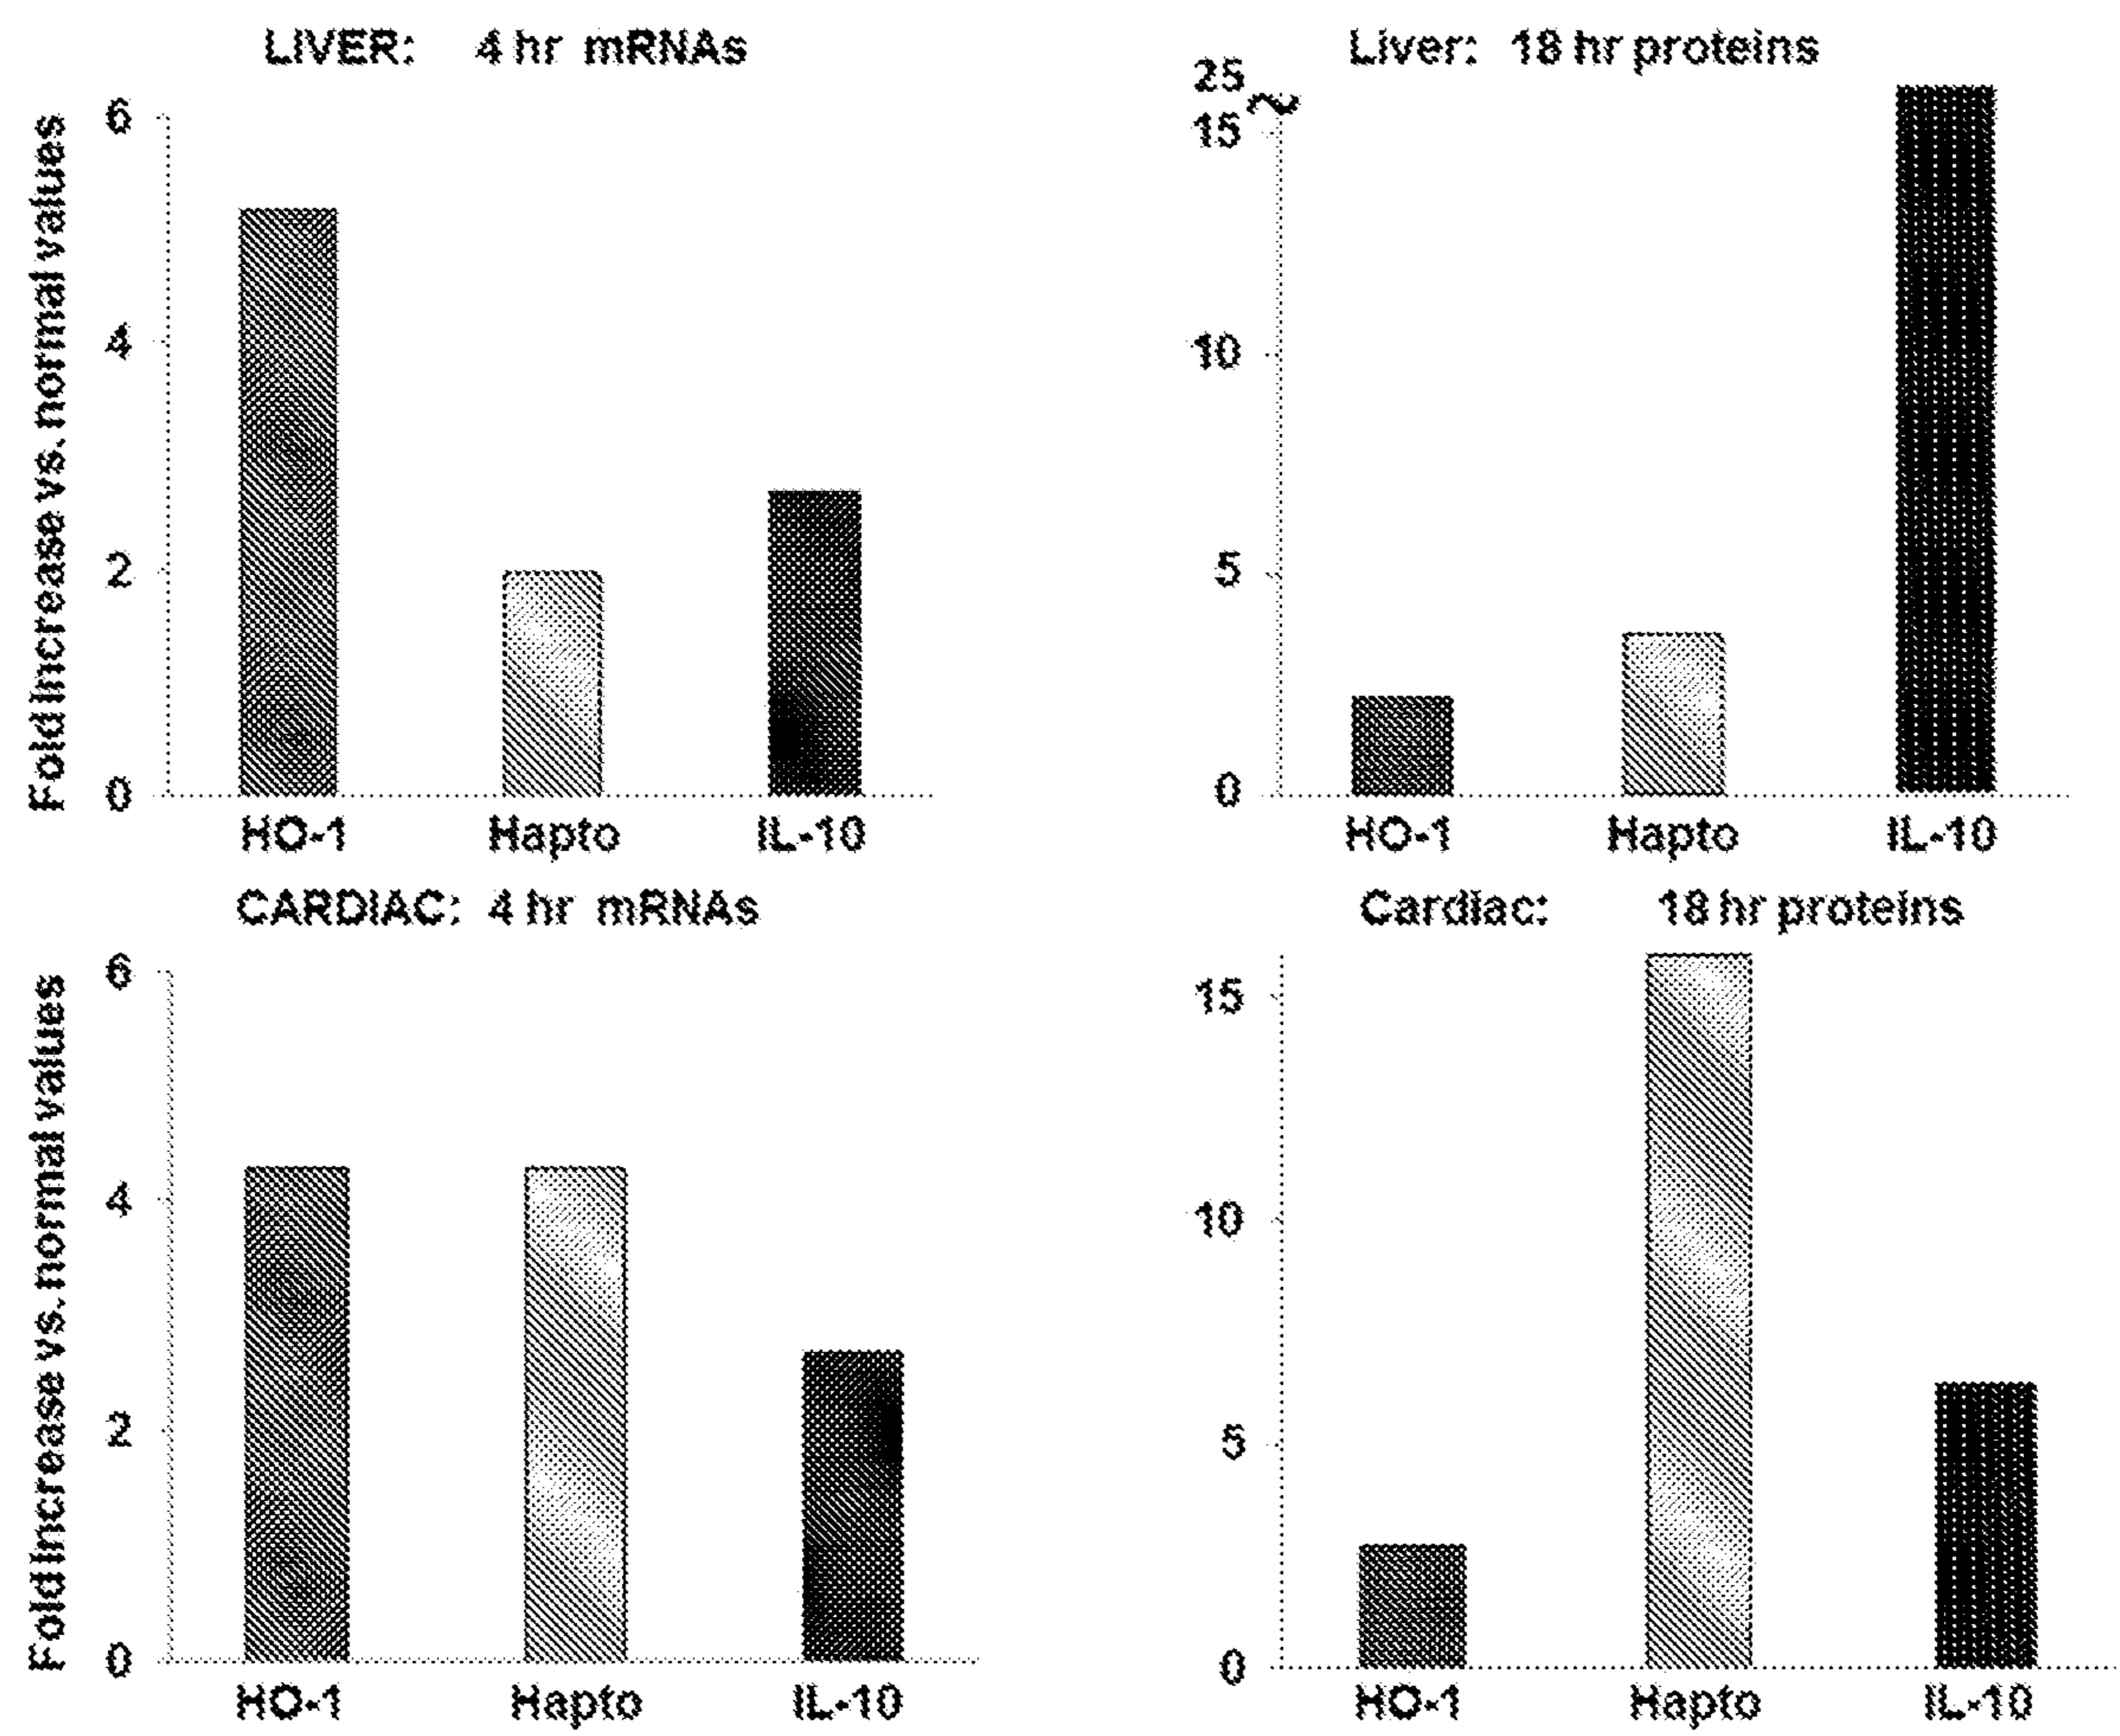 LIVER: 4 hr mRNAs
Fold Increase vs. normal values
6
4
2
0
HO-1 Hapto IL-10
Liver: 18 hr proteins
25
~
15
10
5
0
HO-1 Hapto IL-10
CARDIAC: 4 hr mRNAs
Fold Increase vs. normal values
6
4
2
0
HO-1 Hapto IL-10
Cardiac: 18 hr proteins
15
10
5
0
HO-1 Hapto IL-10